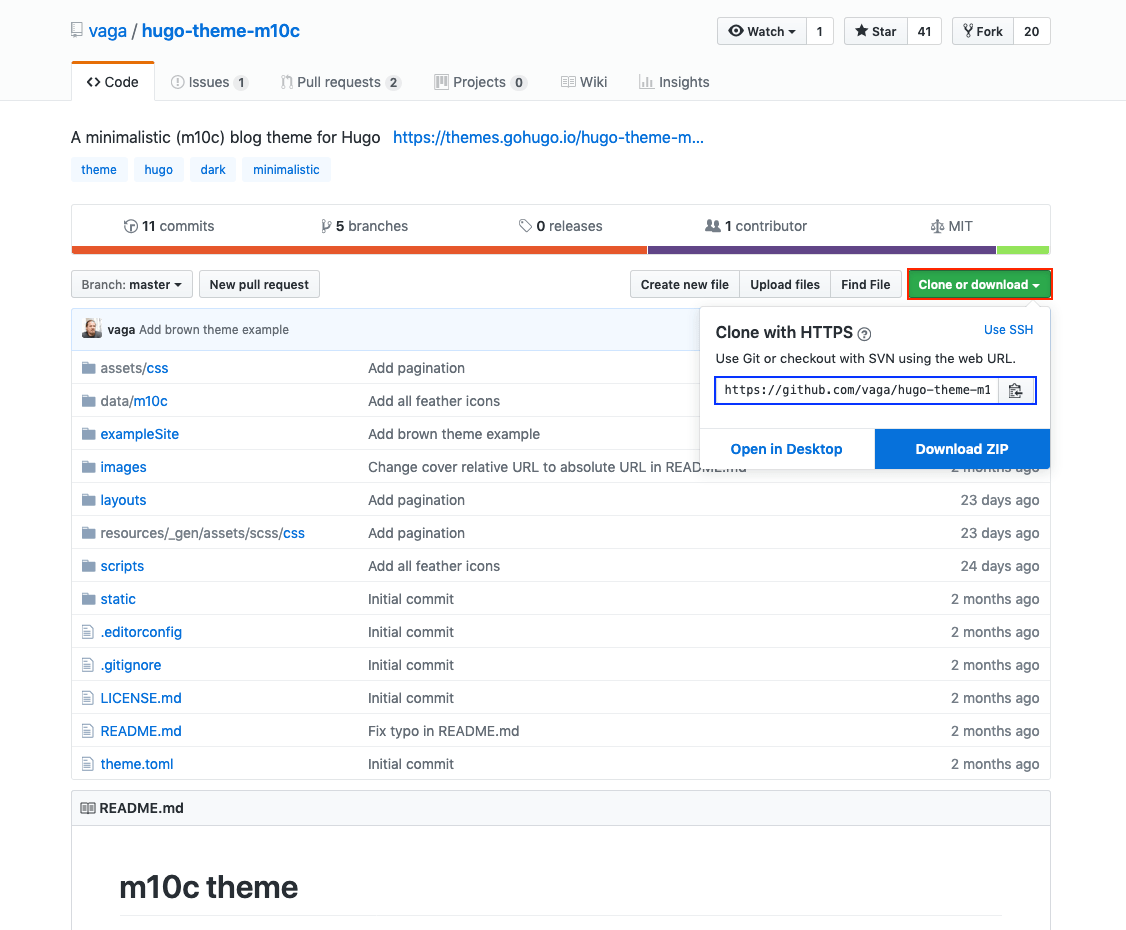 vaga / hugo-theme-m10c
Watch 1 Star 41 Fork 20
Code Issues 1 Pull requests 2 Projects 0 Wiki Insights
A minimalistic (m10c) blog theme for Hugo https://themes.gohugo.io/hugo-theme-m...
theme hugo dark minimalistic
11 commits 5 branches 0 releases 1 contributor MIT
Branch: master New pull request Create new file Upload files Find File Clone or download
vaga Add brown theme example
Clone with HTTPS ? Use SSH
Use Git or checkout with SVN using the web URL.
https://github.com/vaga/hugo-theme-m1
Open in Desktop Download ZIP
assets/css Add pagination
data/m10c Add all feather icons
exampleSite Add brown theme example
images Change cover relative URL to absolute URL in README.md 2 months ago
layouts Add pagination 23 days ago
resources/_gen/assets/scss/css Add pagination 23 days ago
scripts Add all feather icons 24 days ago
static Initial commit 2 months ago
.editorconfig Initial commit 2 months ago
.gitignore Initial commit 2 months ago
LICENSE.md Initial commit 2 months ago
README.md Fix typo in README.md 2 months ago
theme.toml Initial commit 2 months ago
README.md
m10c theme